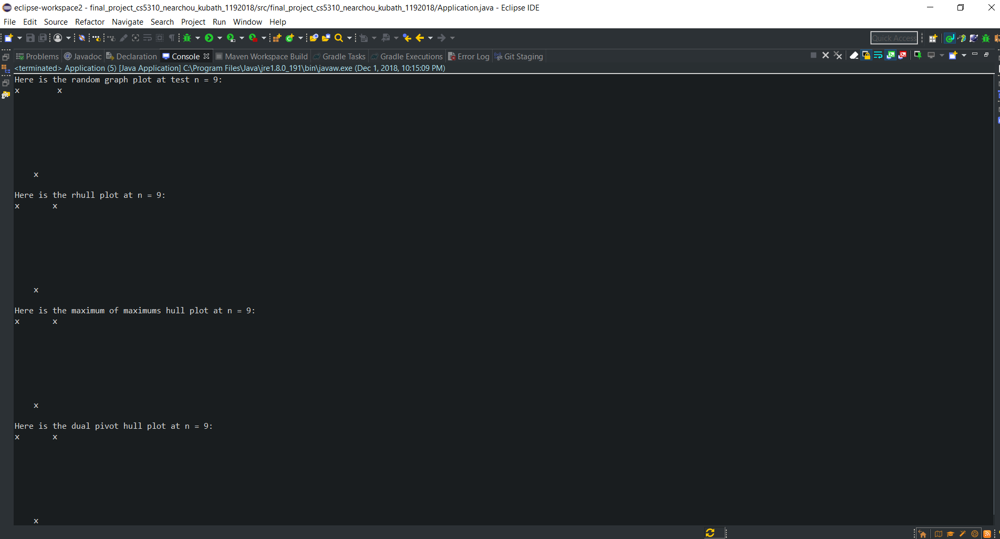 eclipse-workspace2 - final_project_cs5310_nearchou_kubath_1192018/src/final_project_cs5310_nearchou_kubath_1192018/Application.java - Eclipse IDE
File Edit Source Refactor Navigate Search Project Run Window Help
Quick Access
Problems @ Javadoc Declaration Console Maven Workspace Build Gradle Tasks Gradle Executions Error Log Git Staging
<terminated> Application (5) [Java Application] C:\Program Files\Java\jre1.8.0_191\bin\javaw.exe (Dec 1, 2018, 10:15:09 PM)
git
Here is the random graph plot at test n = 9:
x        x
    x
Here is the rhull plot at n = 9:
x       x
    x
Here is the maximum of maximums hull plot at n = 9:
x       x
    x
Here is the dual pivot hull plot at n = 9:
x       x
    x